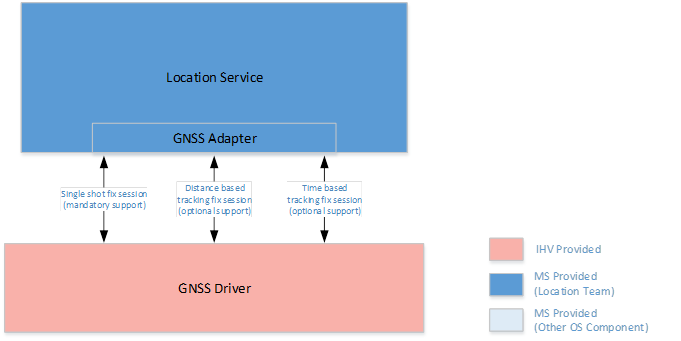 Location Service
GNSS Adapter
Single shot fix session
(mandatory support)
Distance based
tracking fix session
(optional support)
Time based
tracking fix session
(optional support)
GNSS Driver
IHV Provided
MS Provided
(Location Team)
MS Provided
(Other OS Component)